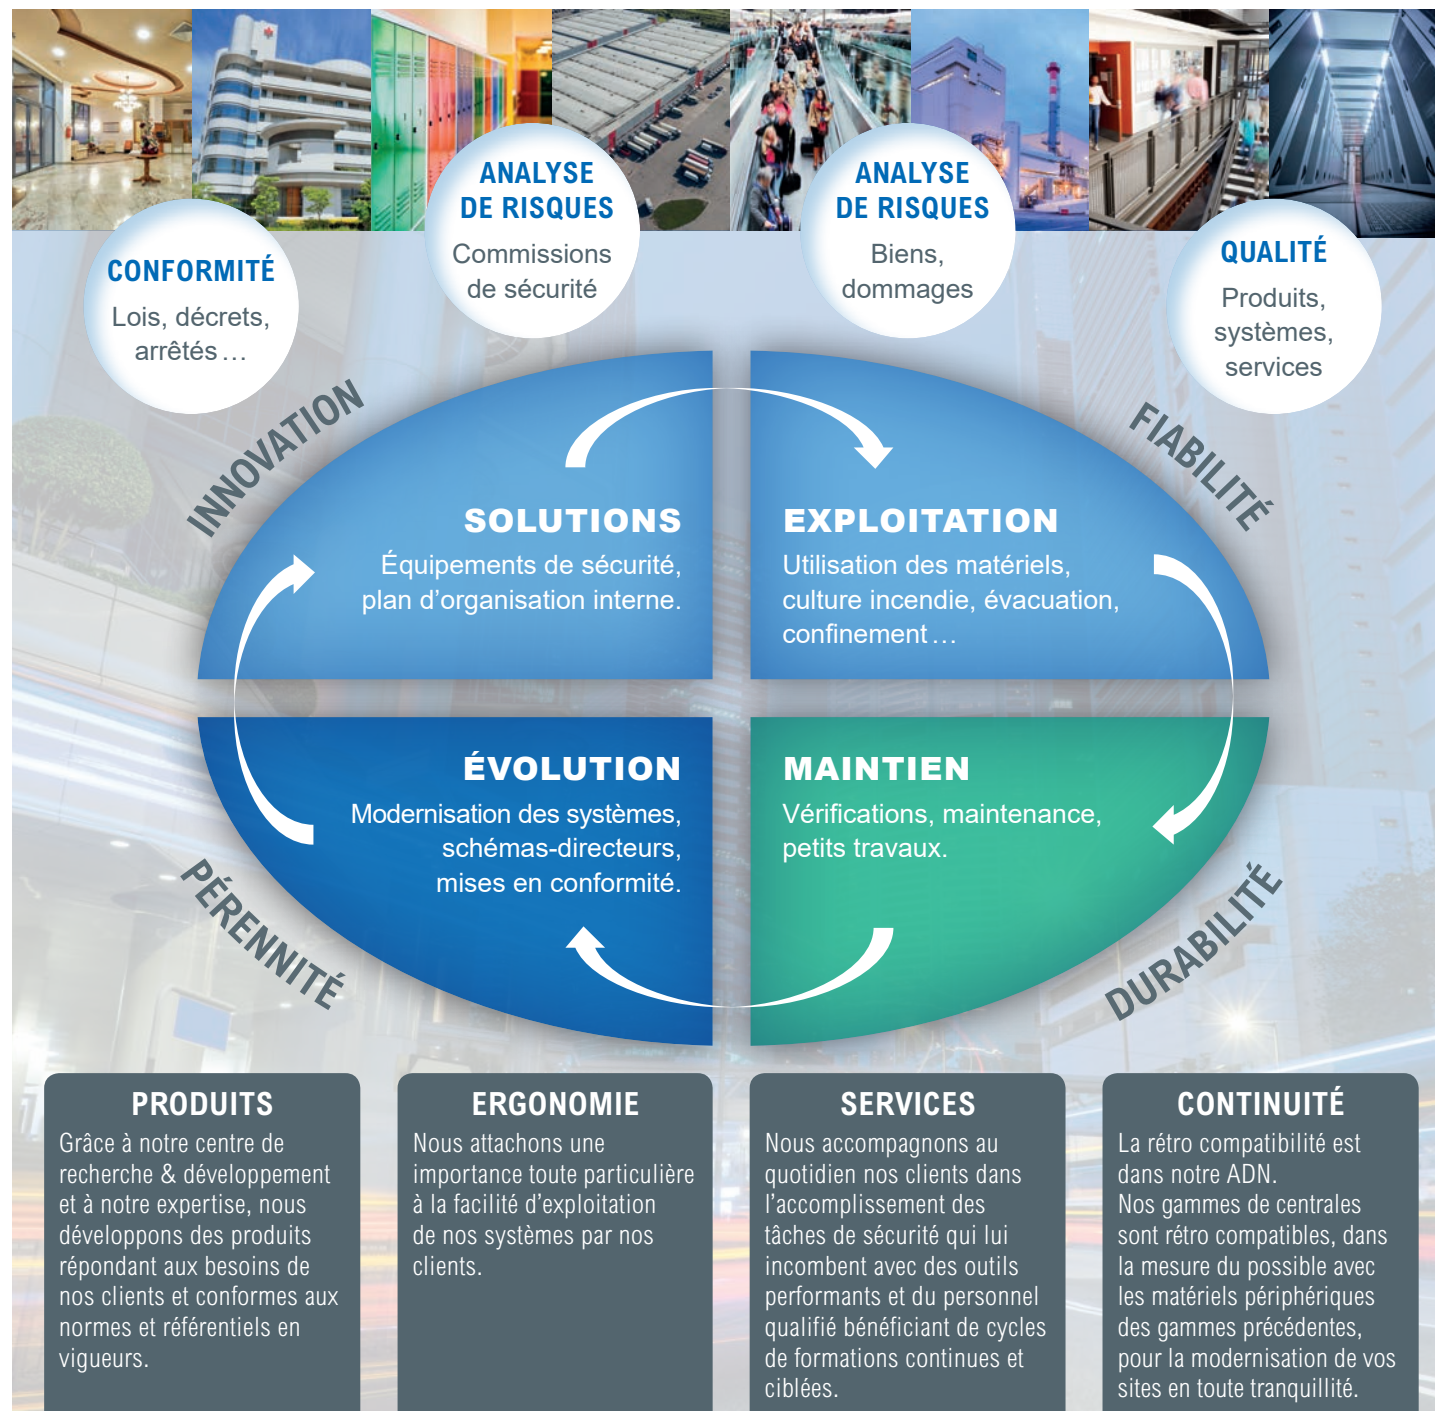 ANALYSE
DE RISQUES
Commissions
de sécurité
ANALYSE
DE RISQUES
Biens,
dommages
CONFORMITÉ
Lois, décrets,
arrêtés…
QUALITÉ
Produits,
systèmes,
services
INNOVATION
FIABILITÉ
SOLUTIONS
Équipements de sécurité,
plan d’organisation interne.
EXPLOITATION
Utilisation des matériels,
culture incendie, évacuation,
confinement…
ÉVOLUTION
Modernisation des systèmes,
schémas-directeurs,
mises en conformité.
MAINTIEN
Vérifications, maintenance,
petits travaux.
PÉRENNITÉ
DURABILITÉ
PRODUITS
Grâce à notre centre de
recherche & développement
et à notre expertise, nous
développons des produits
répondant aux besoins de
nos clients et conformes aux
normes et référentiels en
vigueurs.
ERGONOMIE
Nous attachons une
importance toute particulière
à la facilité d’exploitation
de nos systèmes par nos
clients.
SERVICES
Nous accompagnons au
quotidien nos clients dans
l’accomplissement des
tâches de sécurité qui lui
incombent avec des outils
performants et du personnel
qualifié bénéficiant de cycles
de formations continues et
ciblées.
CONTINUITÉ
La rétro compatibilité est
dans notre ADN.
Nos gammes de centrales
sont rétro compatibles, dans
la mesure du possible avec
les matériels périphériques
des gammes précédentes,
pour la modernisation de vos
sites en toute tranquillité.